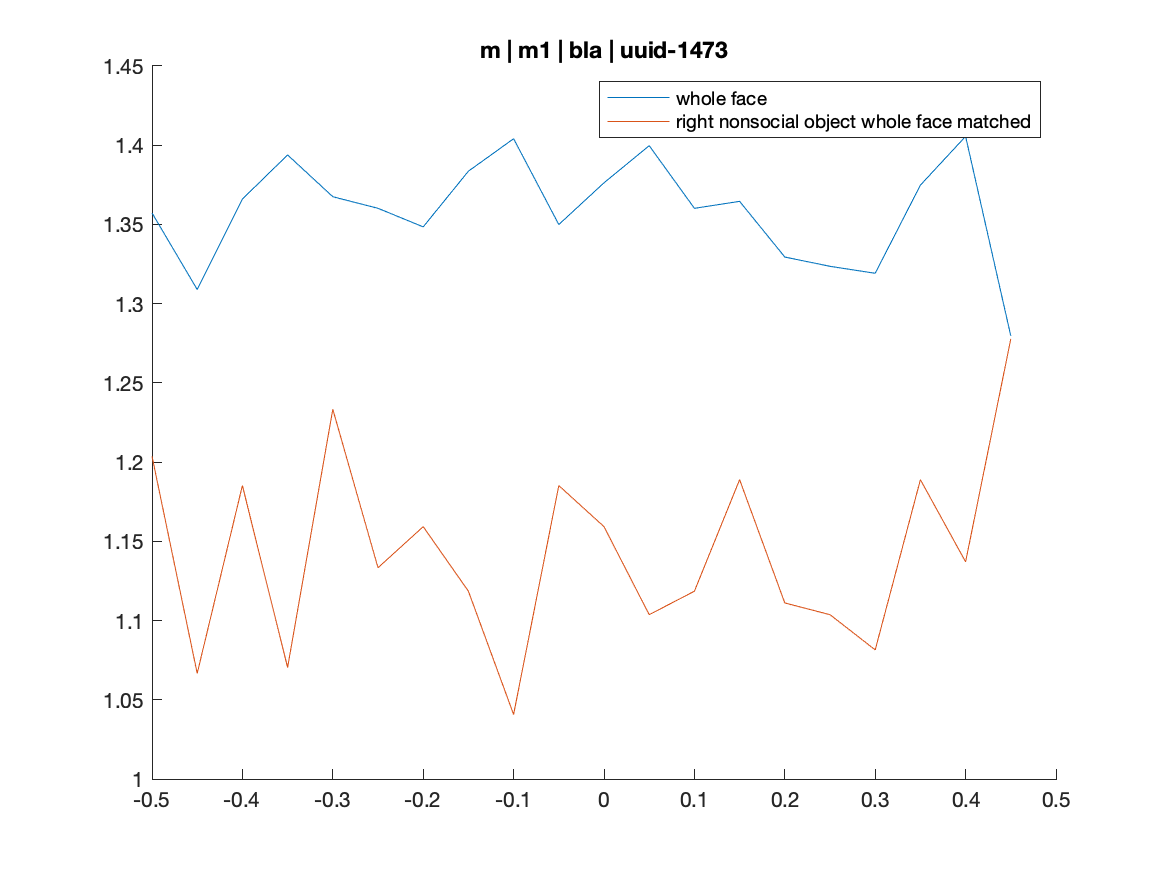 m | m1 | bla | uuid-1473
1.45
whole face
right nonsocial object whole face matched
1.4
1.35
1.3
1.25
1.2
1.15
1.1
1.05
1
-0.5 -0.4 -0.3 -0.2 -0.1 0 0.1 0.2 0.3 0.4 0.5